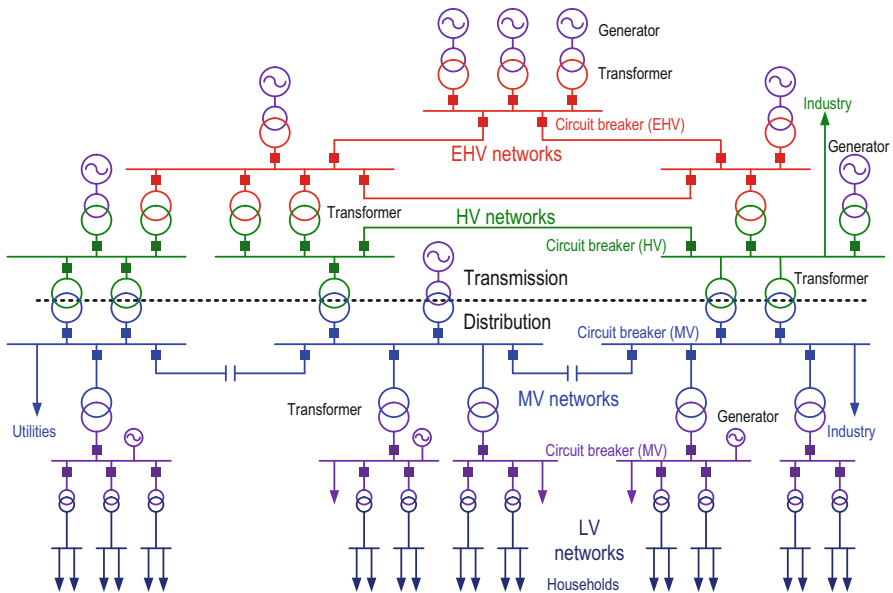 Generator
Transformer
Industry
Circuit breaker (EHV)
EHV networks
Generator
Transformer
HV networks
Circuit breaker (HV)
Transmission
Transformer
Distribution
Circuit breaker (MV)
MV networks
Transformer
Generator
Utilities
Industry
Circuit breaker (MV)
LV
networks
Households